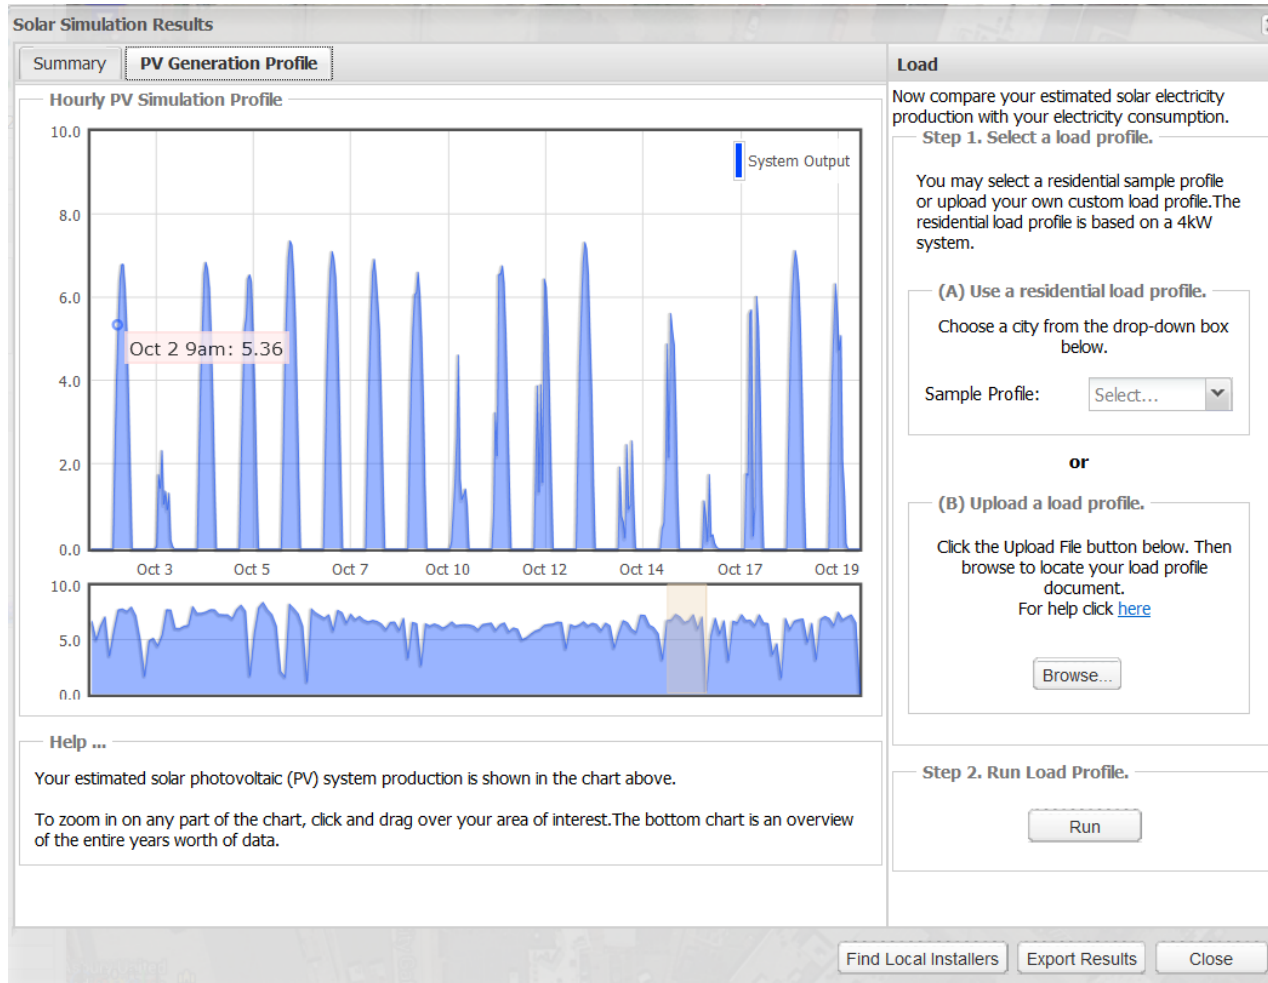 Solar Simulation Results
Summary
PV Generation Profile
Hourly PV Simulation Profile
10.0
8.0
6.0
4.0
2.0
0.0
System Output
Oct 2 9am: 5.36
Oct 3
Oct 5
Oct 7
Oct 10
Oct 12
Oct 14
Oct 17
Oct 19
10.0
5.0
0.0
Help ...
Your estimated solar photovoltaic (PV) system production is shown in the chart above.
To zoom in on any part of the chart, click and drag over your area of interest.The bottom chart is an overview
of the entire years worth of data.
Load
Now compare your estimated solar electricity
production with your electricity consumption.
Step 1. Select a load profile.
You may select a residential sample profile
or upload your own custom load profile.The
residential load profile is based on a 4kW
system.
(A) Use a residential load profile.
Choose a city from the drop-down box
below.
Sample Profile:
Select...
or
(B) Upload a load profile.
Click the Upload File button below. Then
browse to locate your load profile
document.
For help click here
Browse...
Step 2. Run Load Profile.
Run
Find Local Installers
Export Results
Close